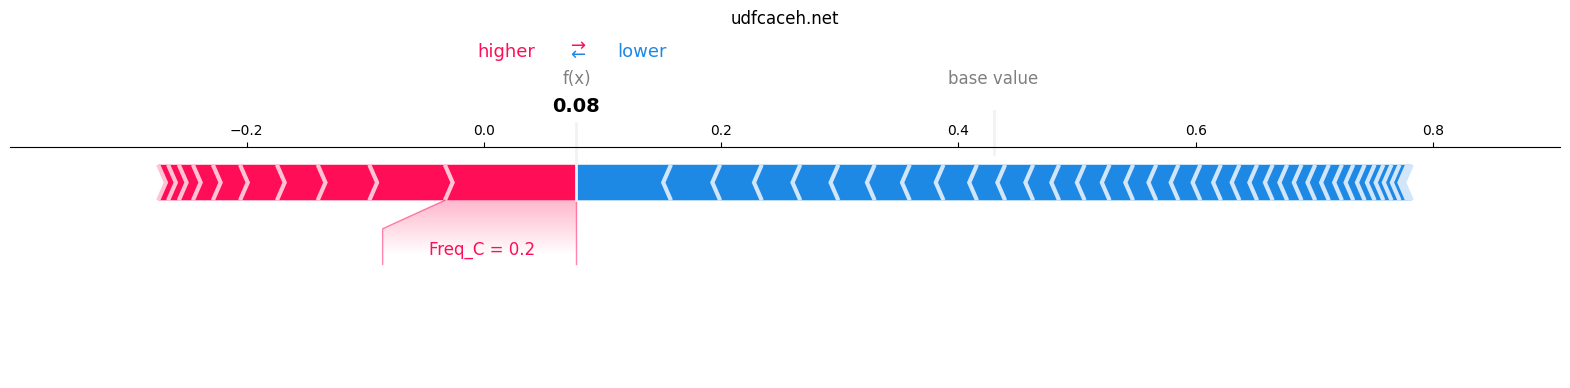 udfcaceh.net
higher ⇄ lower
f(x) base value
0.08
−0.2 0.0 0.2 0.4 0.6 0.8
Freq_C = 0.2